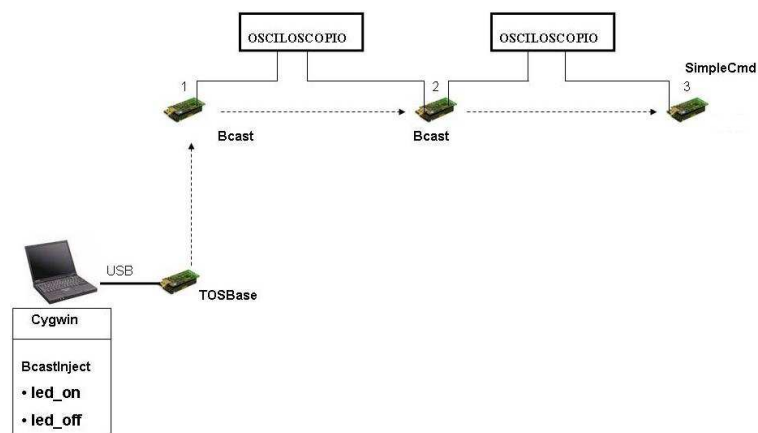 OSCILOSCOPIO
OSCILOSCOPIO
SimpleCmd
1
2
3
Bcast
Bcast
USB
TOSBase
Cygwin
BcastInject
• led_on
• led_off